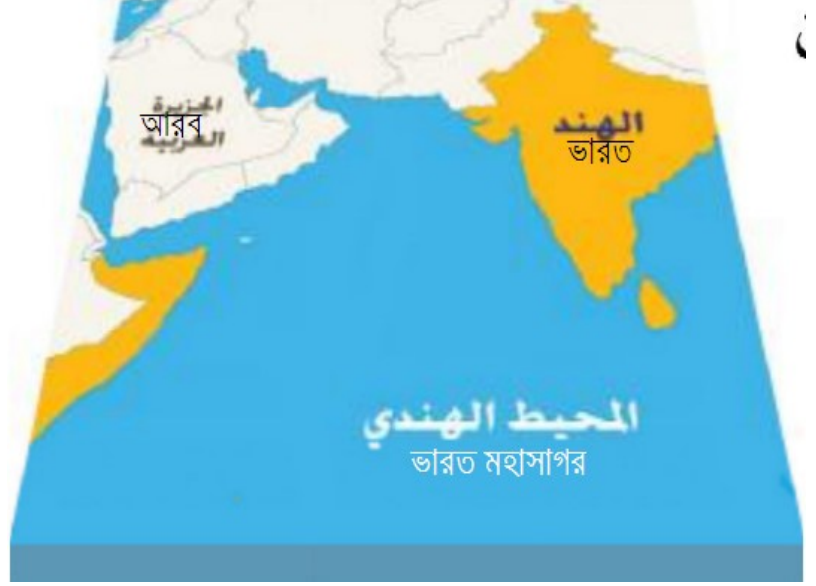 الجزيرة
আরব
العربية
الهند
ভারত
المحيط الهندي
ভারত মহাসাগর